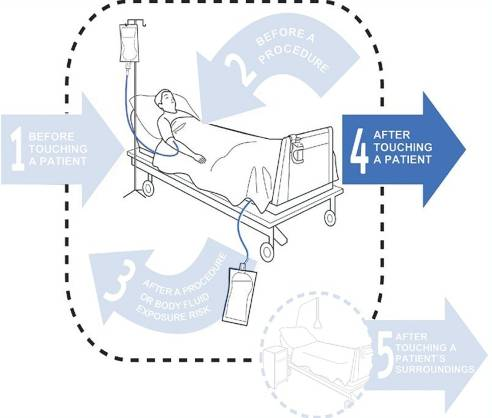 1
BEFORE
TOUCHING
A PATIENT
2
BEFORE A
PROCEDURE
3
AFTER A PROCEDURE
OR BODY FLUID
EXPOSURE RISK
4
AFTER
TOUCHING
A PATIENT
5
AFTER
TOUCHING A
PATIENT'S
SURROUNDINGS